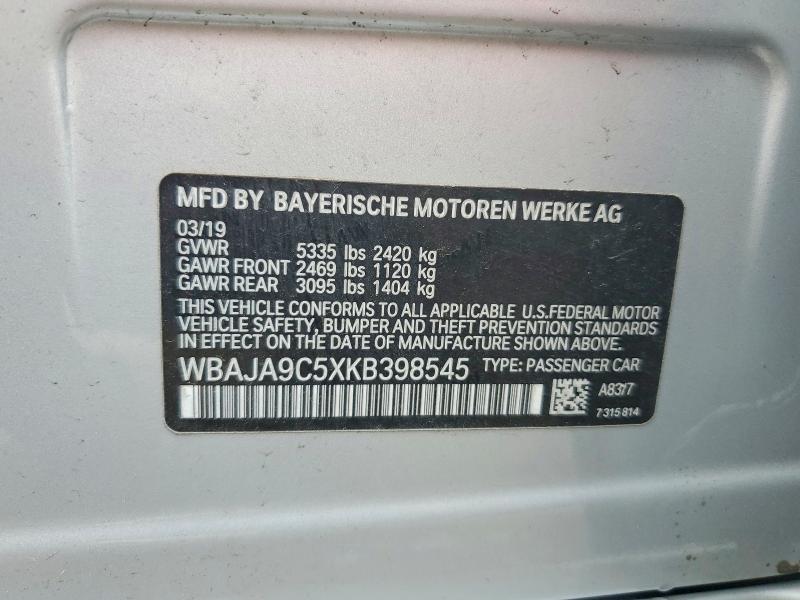 MFD BY BAYERISCHE MOTOREN WERKE AG
03/19
GVWR 5335 lbs 2420 kg
GAWR FRONT 2469 lbs 1120 kg
GAWR REAR 3095 lbs 1404 kg
THIS VEHICLE CONFORMS TO ALL APPLICABLE U.S.FEDERAL MOTOR
VEHICLE SAFETY, BUMPER AND THEFT PREVENTION STANDARDS
IN EFFECT ON THE DATE OF MANUFACTURE SHOWN ABOVE.
WBAJA9C5XKB398545 TYPE: PASSENGER CAR
A83/7
7315814